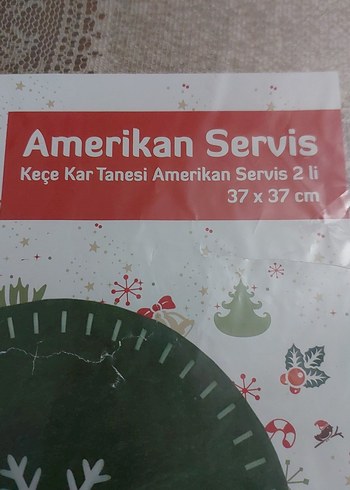 Amerikan Servis
Keçe Kar Tanesi Amerikan Servis 2 li
37 x 37 cm